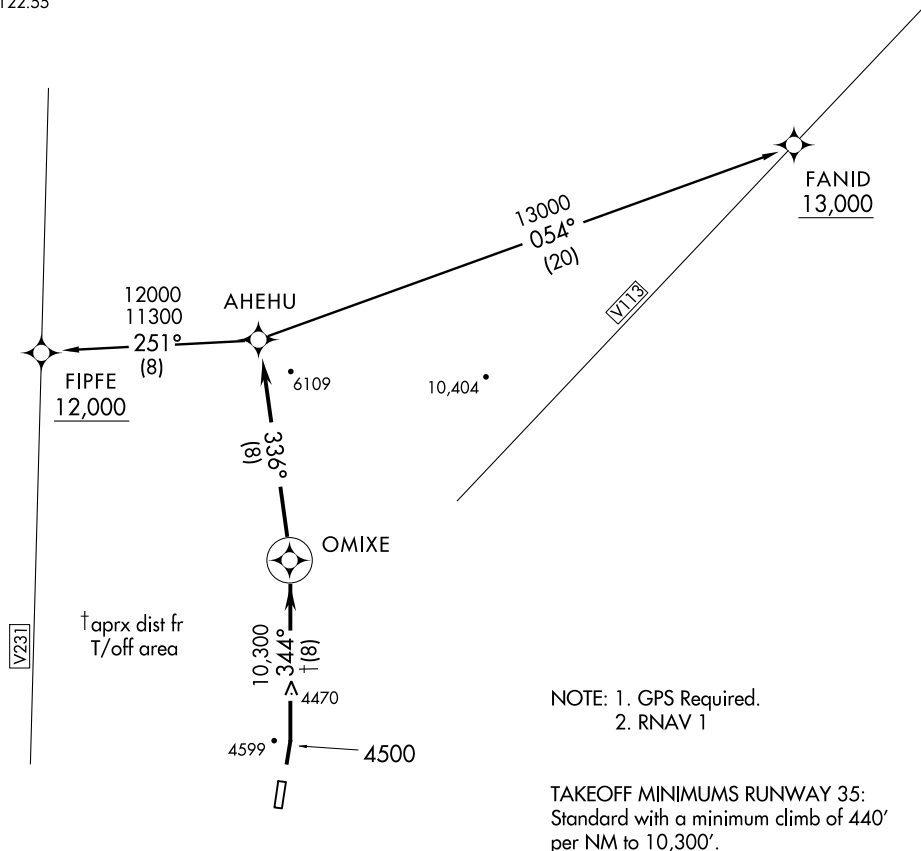 122.55
FANID
13,000
13000
054°
(20)
V113
12000
11300
251°
(8)
AHEHU
FIPFE
12,000
6109
10,404
336°
(8)
OMIXE
†aprx dist fr
T/off area
V231
10,300
344°
†(8)
4470
4599
4500
NOTE: 1. GPS Required.
2. RNAV 1
TAKEOFF MINIMUMS RUNWAY 35:
Standard with a minimum climb of 440'
per NM to 10,300'.